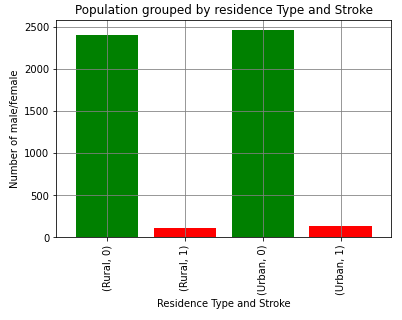 Population grouped by residence Type and Stroke
Number of male/female
2500
2000
1500
1000
500
0
(Rural, 0)
(Rural, 1)
(Urban, 0)
(Urban, 1)
Residence Type and Stroke